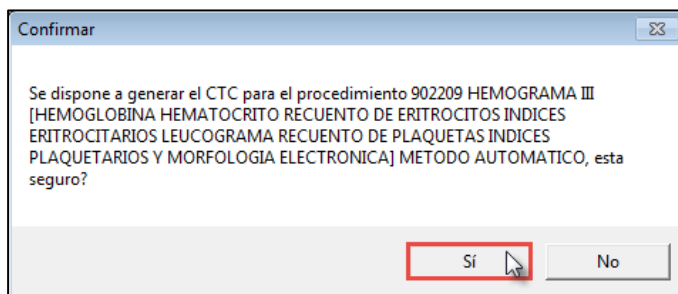 Confirmar
Se dispone a generar el CTC para el procedimiento 902209 HEMOGRAMA III
[HEMOGLOBINA HEMATOCRITO RECUENTO DE ERITROCITOS INDICES
ERITROCITARIOS LEUCOGRAMA RECUENTO DE PLAQUETAS INDICES
PLAQUETARIOS Y MORFOLOGIA ELECTRONICA] METODO AUTOMATICO, esta
seguro?
Sí No